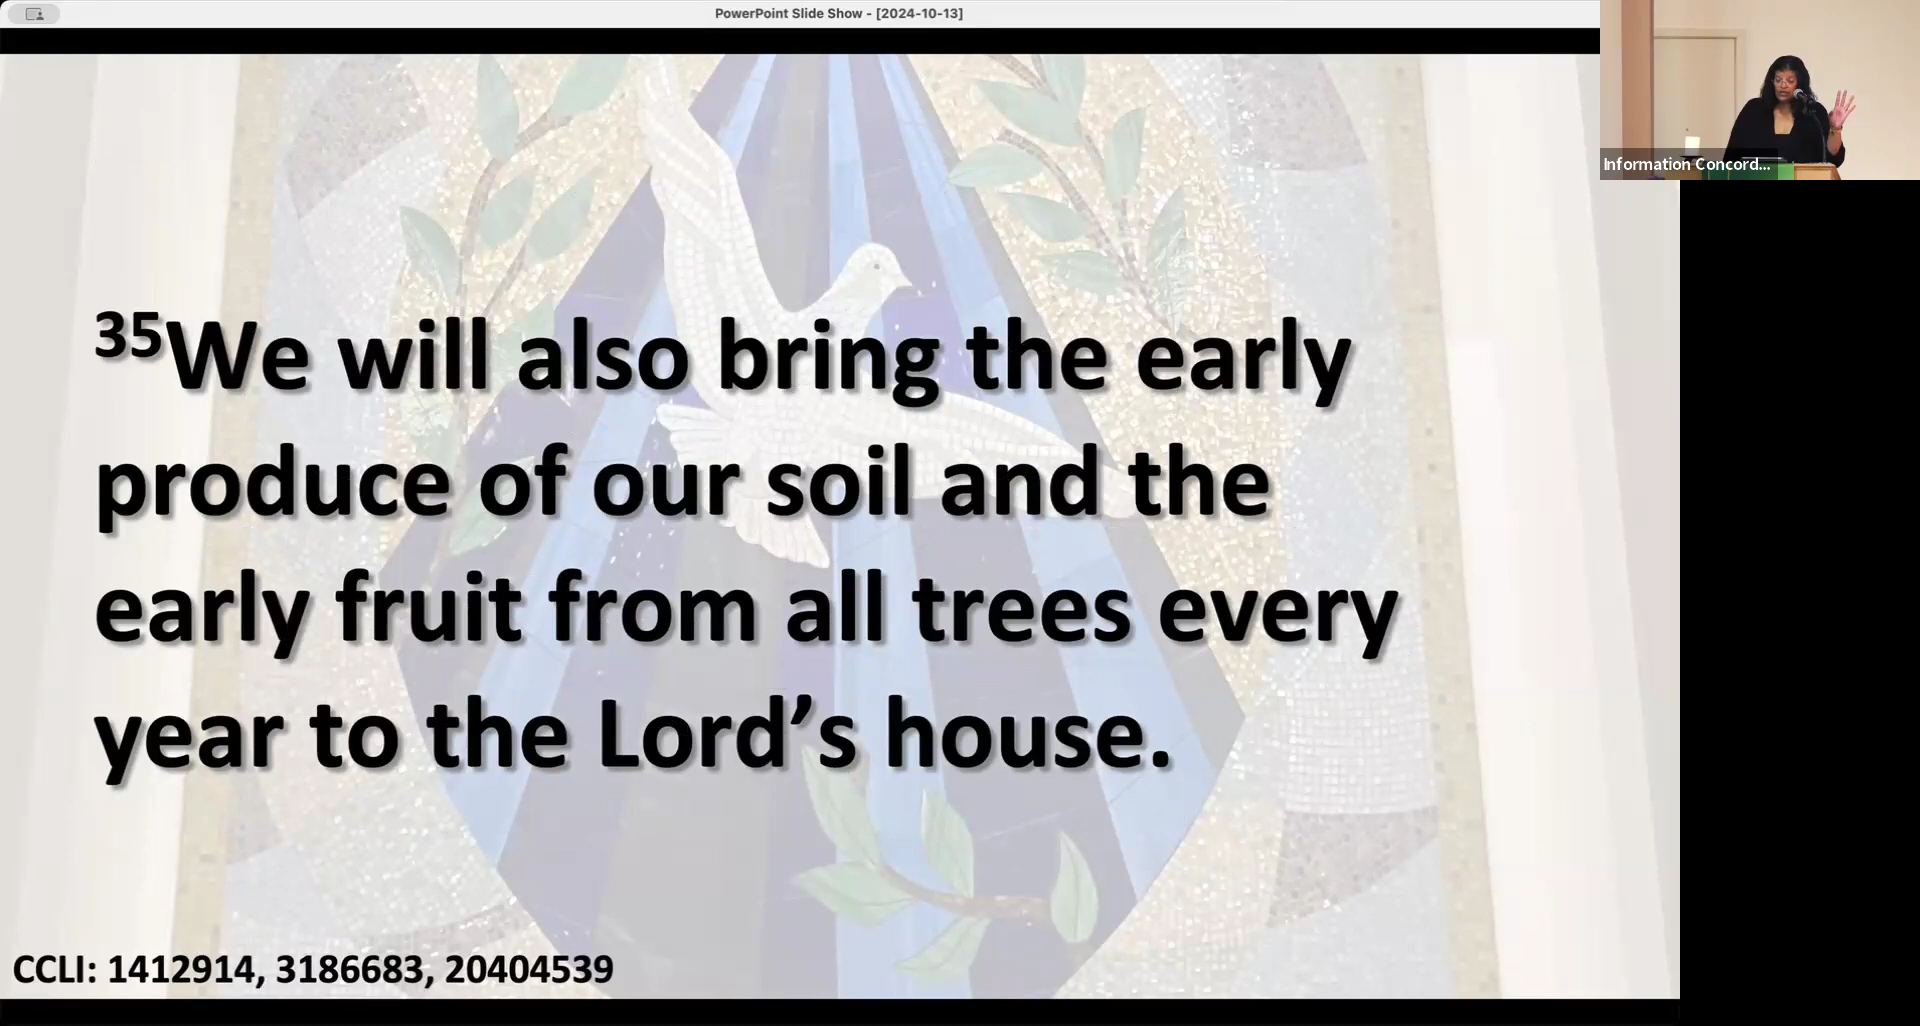 PowerPoint Slide Show - [2024-10-13]
Information Concord...
35We will also bring the early
produce of our soil and the
early fruit from all trees every
year to the Lord’s house.
CCLI: 1412914, 3186683, 20404539